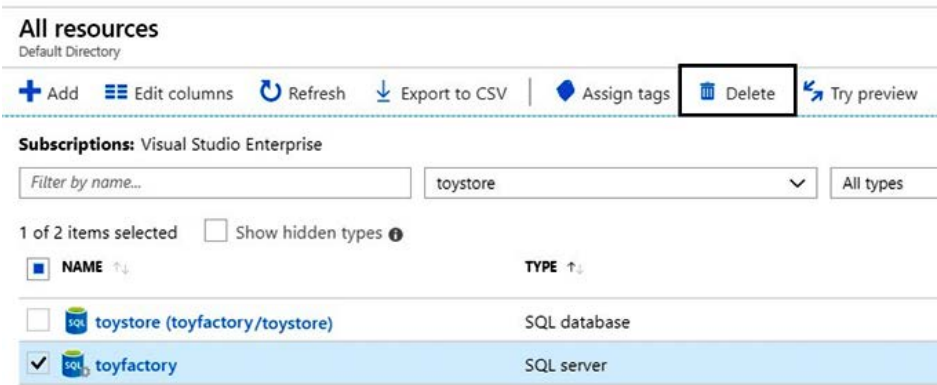 All resources
Default Directory
Add Edit columns Refresh Export to CSV Assign tags Delete Try preview
Subscriptions: Visual Studio Enterprise
Filter by name... toystore All types
1 of 2 items selected Show hidden types
NAME TYPE
SQL toystore (toyfactory/toystore) SQL database
SQL toyfactory SQL server